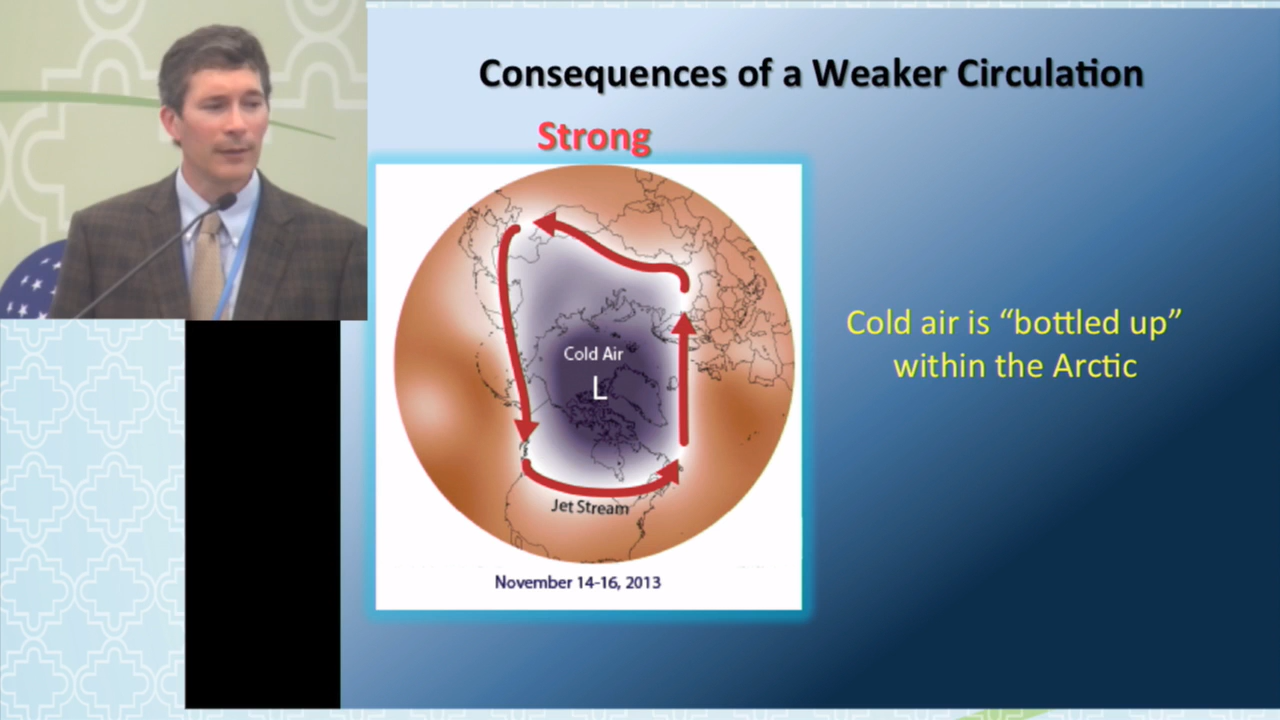 Consequences of a Weaker Circulation
Strong
Cold Air
L
Jet Stream
November 14-16, 2013
Cold air is “bottled up”
within the Arctic